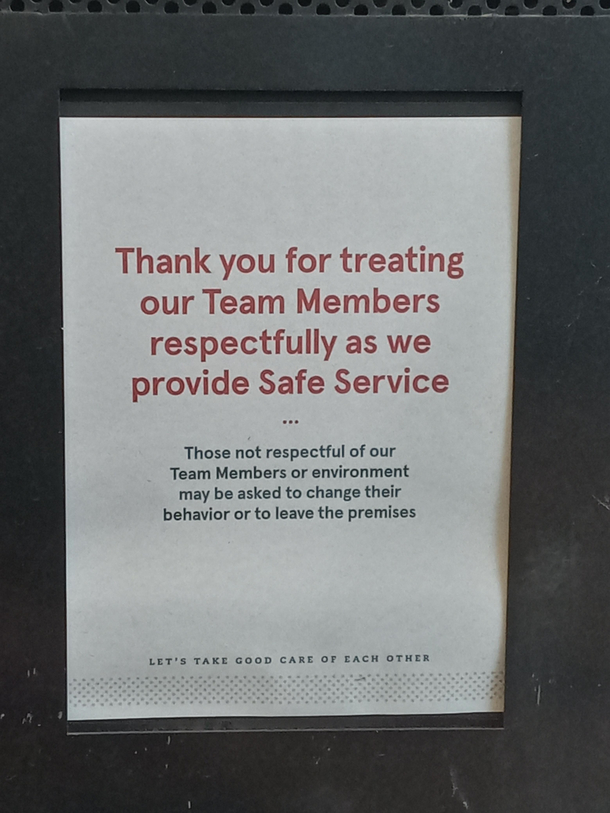 Thank you for treating
our Team Members
respectfully as we
provide Safe Service
...
Those not respectful of our
Team Members or environment
may be asked to change their
behavior or to leave the premises
LET'S TAKE GOOD CARE OF EACH OTHER